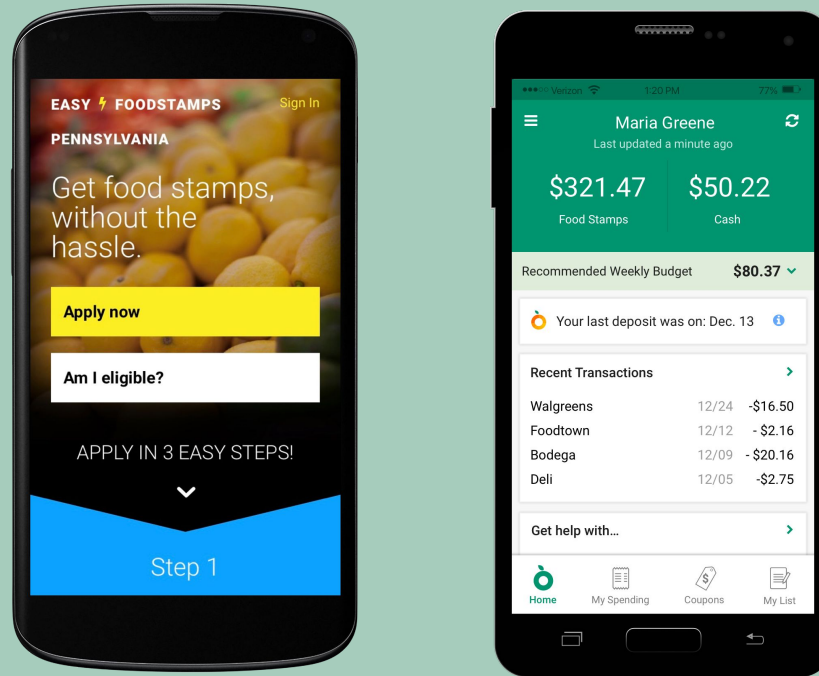 EASY FOODSTAMPS
Sign In
PENNSYLVANIA
Get food stamps,
without the
hassle.
Apply now
Am I eligible?
APPLY IN 3 EASY STEPS!
Step 1
Verizon 1:20 PM 77%
Maria Greene
Last updated a minute ago
$321.47 $50.22
Food Stamps Cash
Recommended Weekly Budget $80.37
Your last deposit was on: Dec. 13
Recent Transactions
Walgreens 12/24 -$16.50
Foodtown 12/12 - $2.16
Bodega 12/09 - $20.16
Deli 12/05 -$2.75
Get help with...
Home My Spending Coupons My List